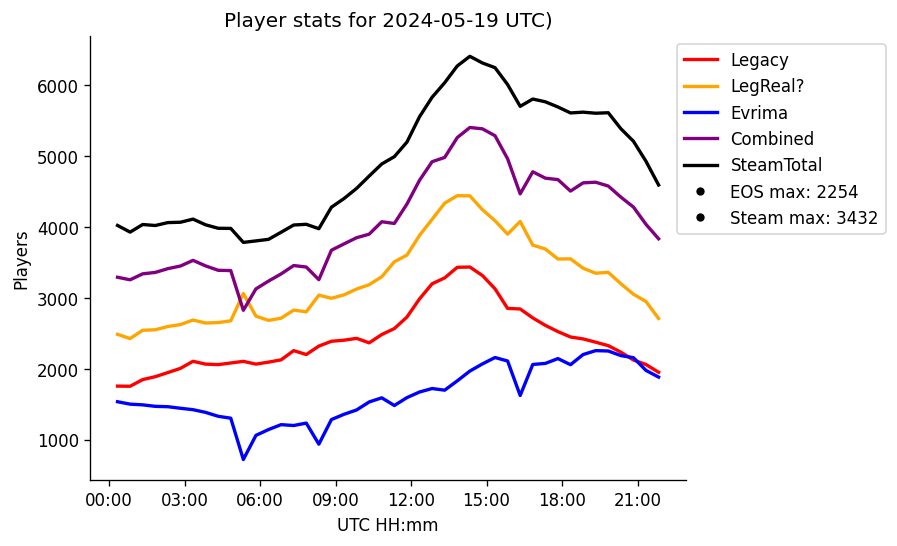 Player stats for 2024-05-19 UTC)
Players
6000
5000
4000
3000
2000
1000
00:00 03:00 06:00 09:00 12:00 15:00 18:00 21:00
UTC HH:mm
Legacy
LegReal?
Evrima
Combined
SteamTotal
EOS max: 2254
Steam max: 3432